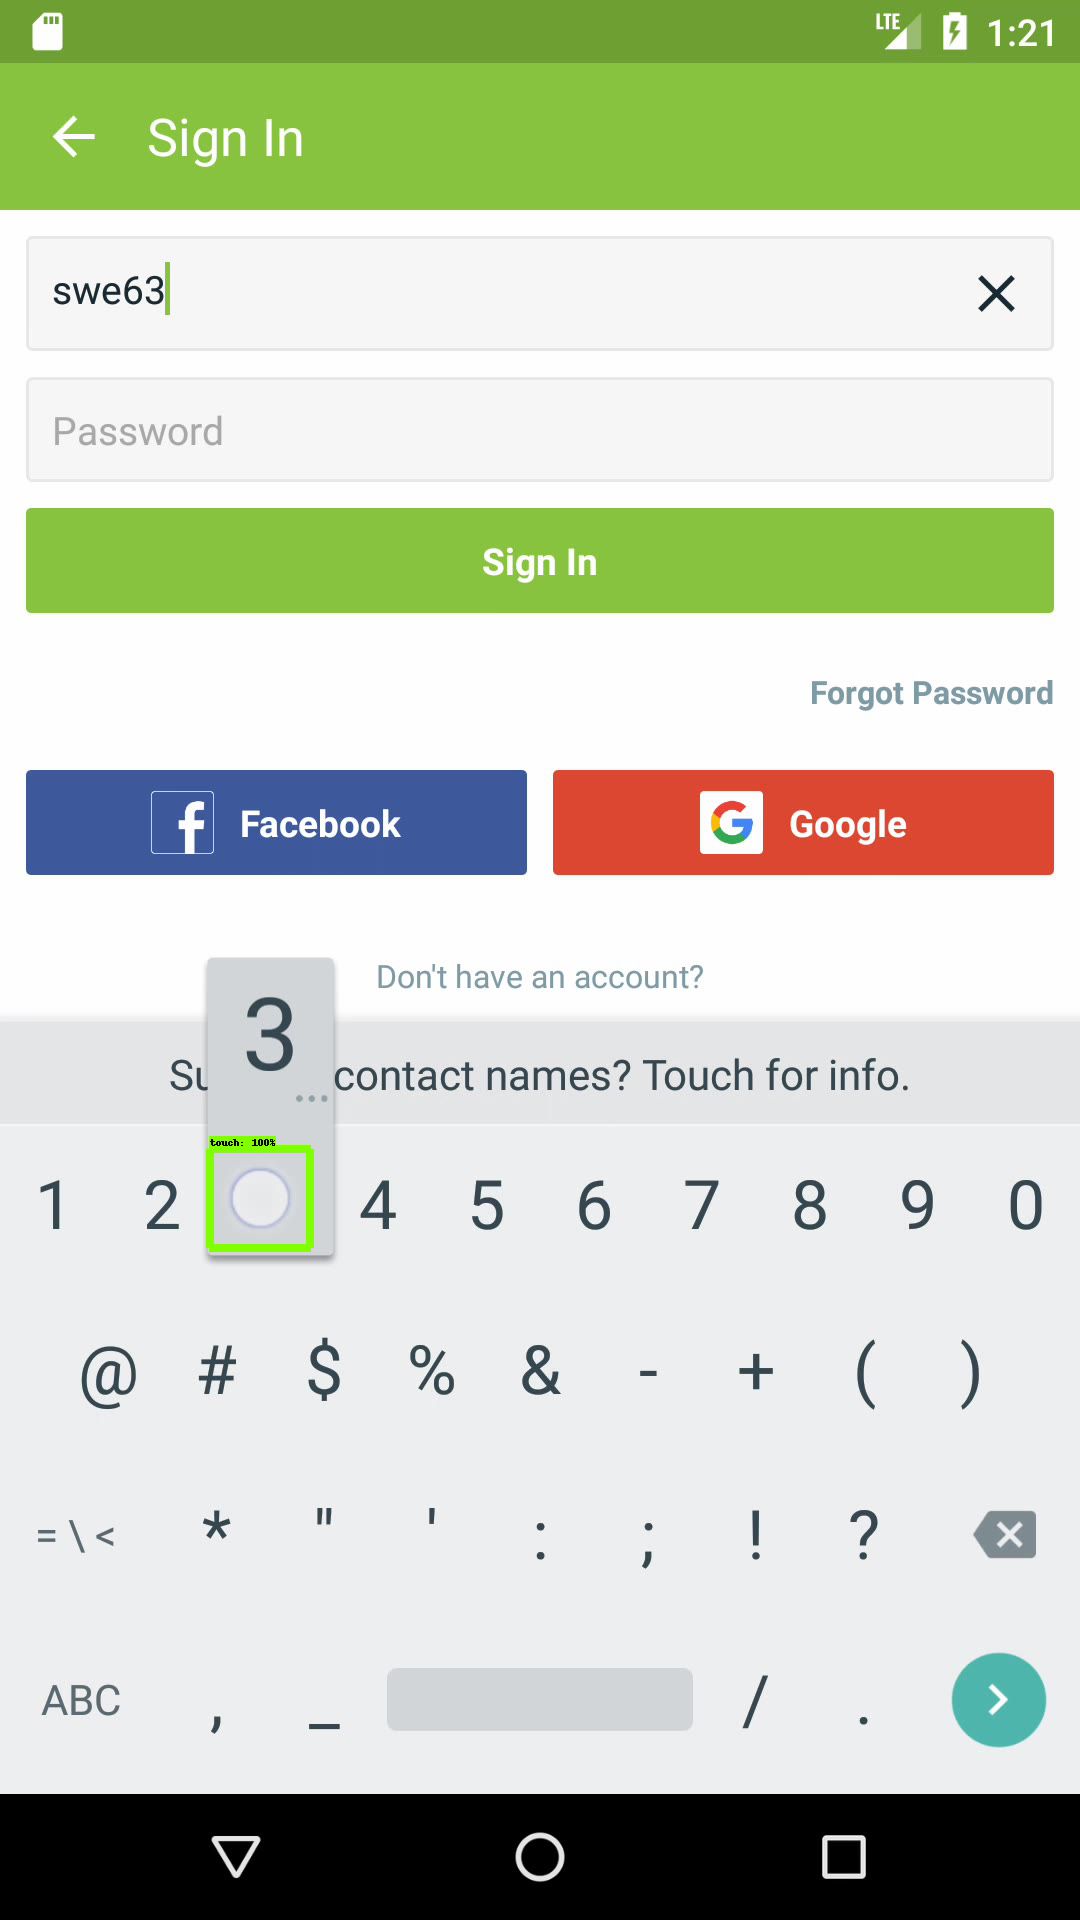 LTE 1:21
Sign In
swe63
Password
Sign In
Forgot Password
Facebook
G Google
Don't have an account?
3
contact names? Touch for info.
touch: 100%
1 2 4 5 6 7 8 9 0
@ # $ % & - + ( )
= \ < * " ' : ; ! ?
ABC , _ / .